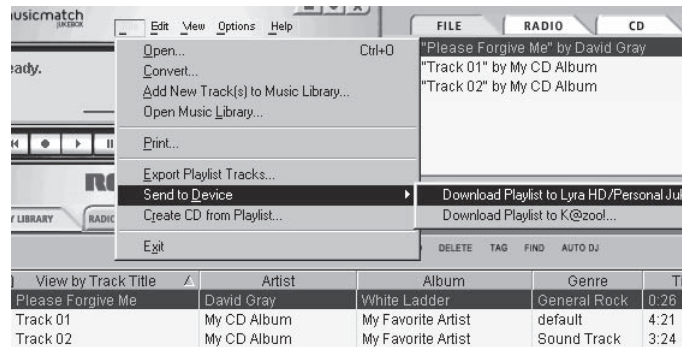 usicmatch
JUKEBOX
Edit View Options Help
FILE RADIO CD
eady.
Open... Ctrl+O
Convert...
Add New Track(s) to Music Library...
Open Music Library...
Print...
Export Playlist Tracks...
Send to Device
Create CD from Playlist...
Exit
"Please Forgive Me" by David Gray
"Track 01" by My CD Album
"Track 02" by My CD Album
Download Playlist to Lyra HD/Personal Juk
Download Playlist to K@zoo!...
LIBRARY RADIO
DELETE TAG FIND AUTO DJ
View by Track Title Artist Album Genre Ti
Please Forgive Me David Gray White Ladder General Rock 0:26
Track 01 My CD Album My Favorite Artist default 4:21
Track 02 My CD Album My Favorite Artist Sound Track 3:24